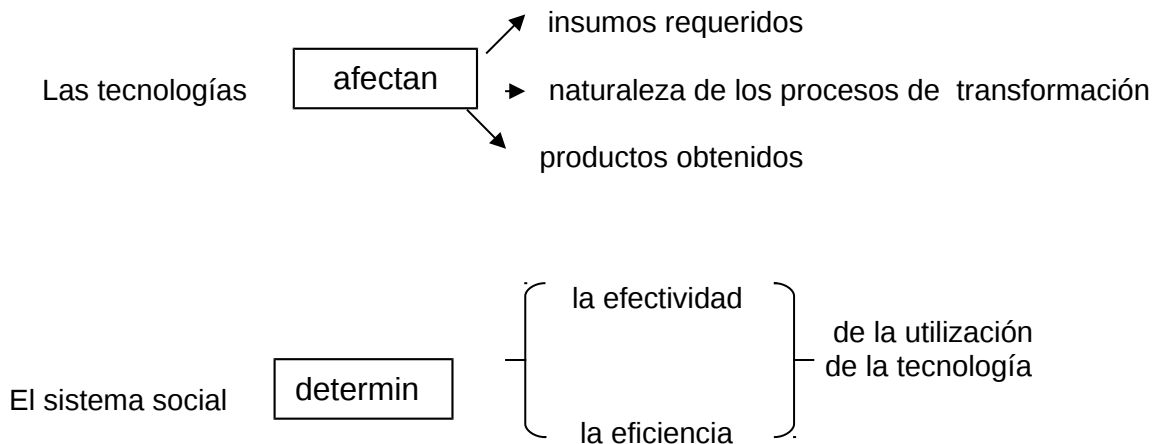 insumos requeridos
Las tecnologías afectan naturaleza de los procesos de transformación
productos obtenidos
la efectividad
de la utilización
de la tecnología
El sistema social determin
la eficiencia